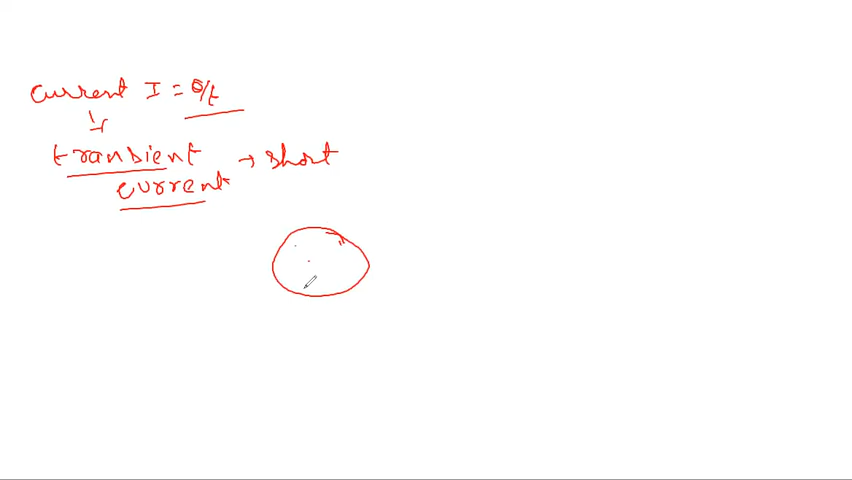 current I = Q/t
transient → short
current